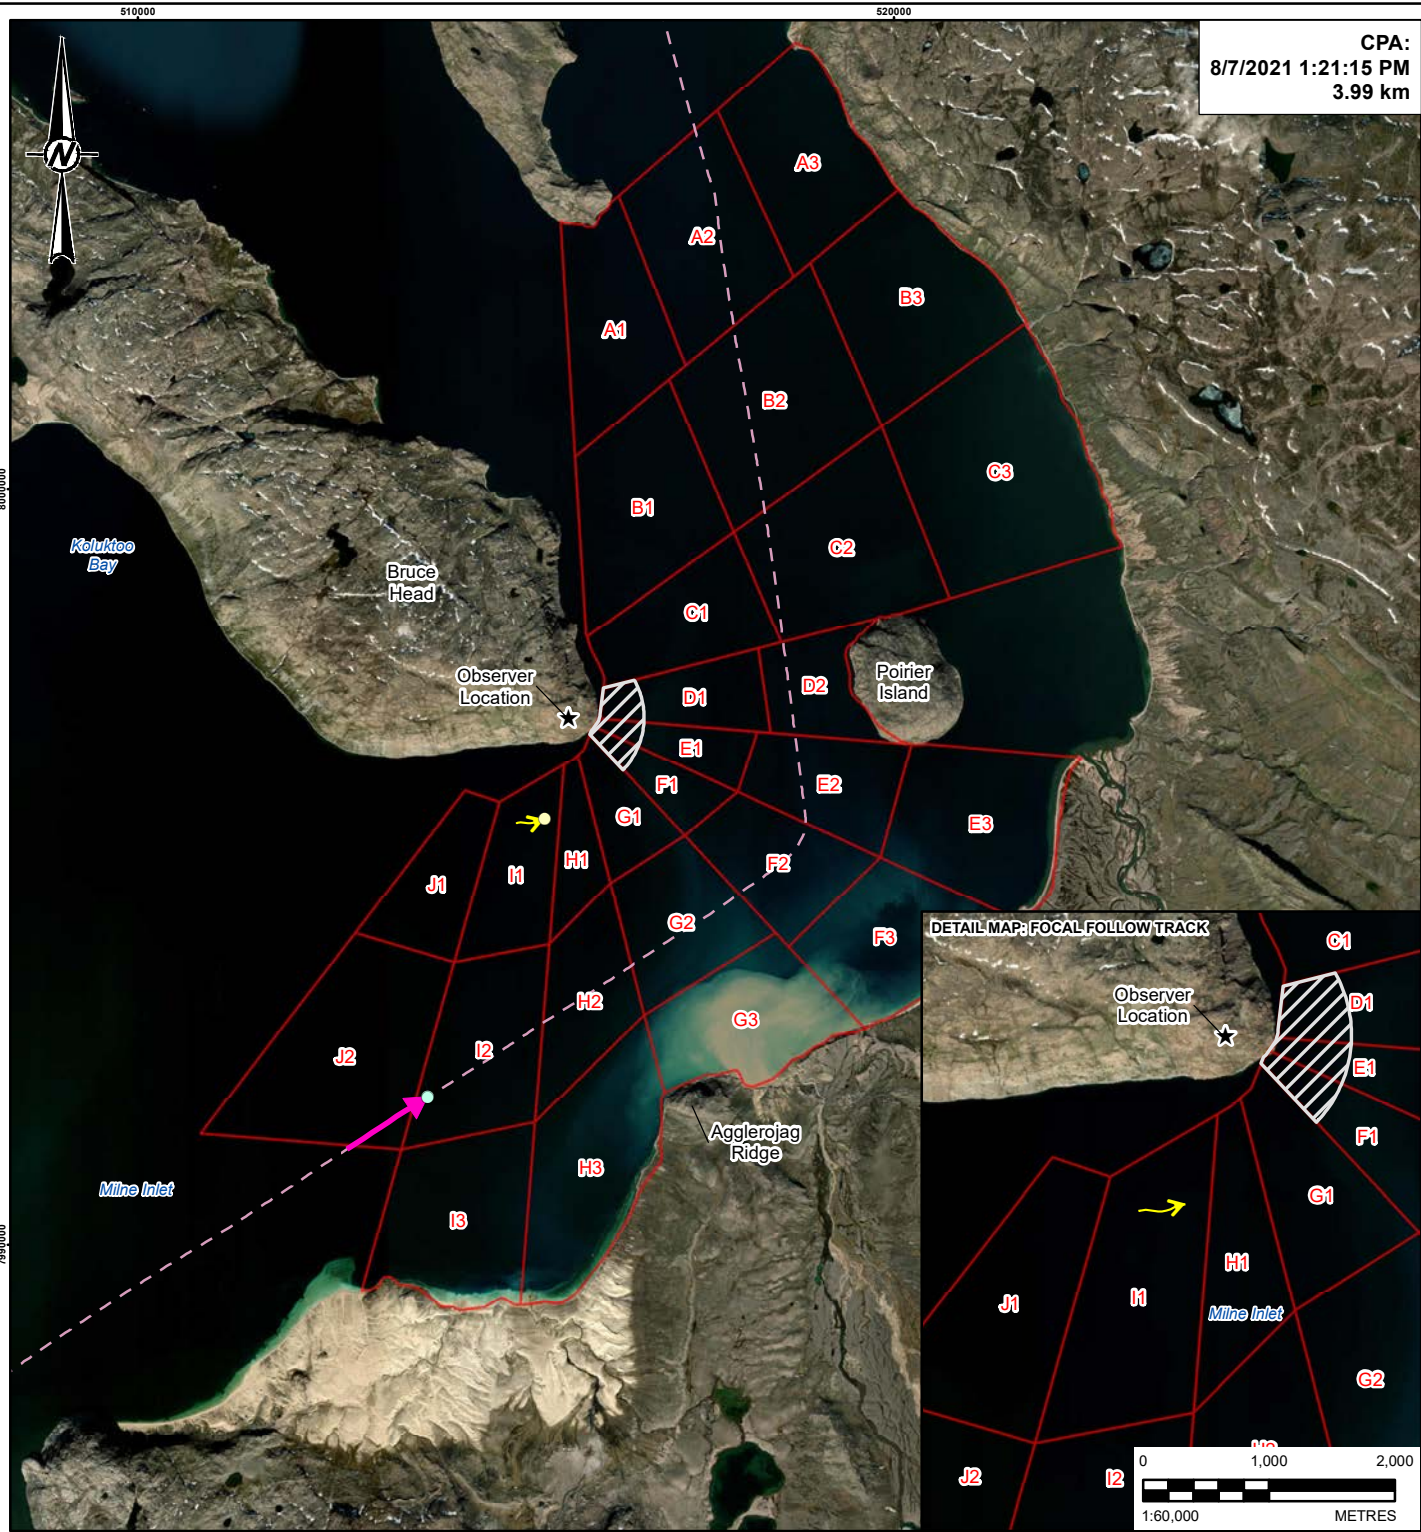 510000
520000
CPA:
8/7/2021 1:21:15 PM
3.99 km
N
A3
A2
B3
A1
B2
C3
8000000
B1
Koluktoo
Bay
C2
Bruce
Head
C1
Observer
Location
Poirier
Island
D1
D2
E1
F1
E2
G1
E3
H1
F2
I1
J1
G2
F3
DETAIL MAP: FOCAL FOLLOW TRACK
C1
Observer
Location
D1
E1
F1
G1
H1
J1
I1
Milne Inlet
G2
J2
I2
H2
H2
G3
J2
I2
Agglerojag
Ridge
H3
Milne Inlet
I3
7990000
0
1,000
2,000
1:60,000
METRES